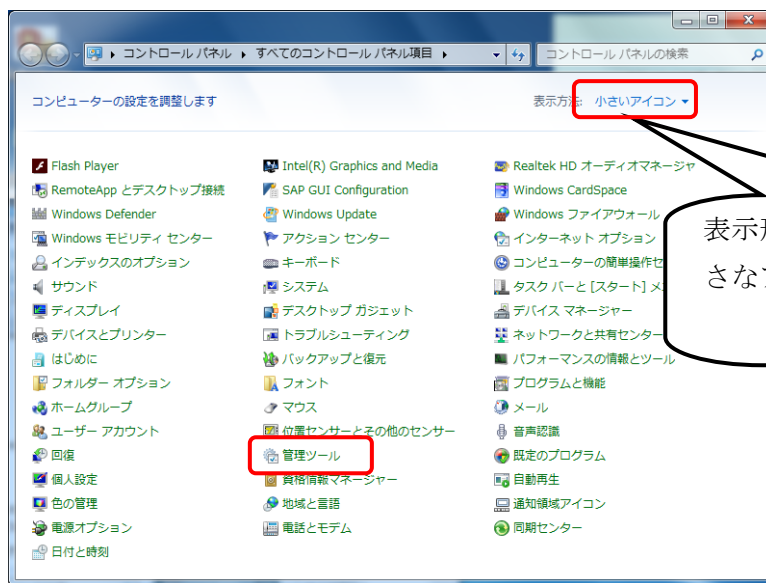 コントロール パネル ▸ すべてのコントロール パネル項目 ▸
コントロール パネルの検索
コンピューターの設定を調整します
表示方法: 小さいアイコン
Flash Player
RemoteApp とデスクトップ接続
Windows Defender
Windows モビリティ センター
インデックスのオプション
サウンド
ディスプレイ
デバイスとプリンター
はじめに
フォルダー オプション
ホームグループ
ユーザー アカウント
回復
個人設定
色の管理
電源オプション
日付と時刻
Intel(R) Graphics and Media
SAP GUI Configuration
Windows Update
アクション センター
キーボード
システム
デスクトップ ガジェット
トラブルシューティング
バックアップと復元
フォント
マウス
位置センサーとその他のセンサー
管理ツール
資格情報マネージャー
地域と言語
電話とモデム
Realtek HD オーディオマネージャ
Windows CardSpace
Windows ファイアウォール
インターネット オプション
コンピューターの簡単操作セ
タスク バーと [スタート] メ
デバイス マネージャー
ネットワークと共有センター
パフォーマンスの情報とツール
プログラムと機能
メール
音声認識
既定のプログラム
自動再生
通知領域アイコン
同期センター
表示
さな